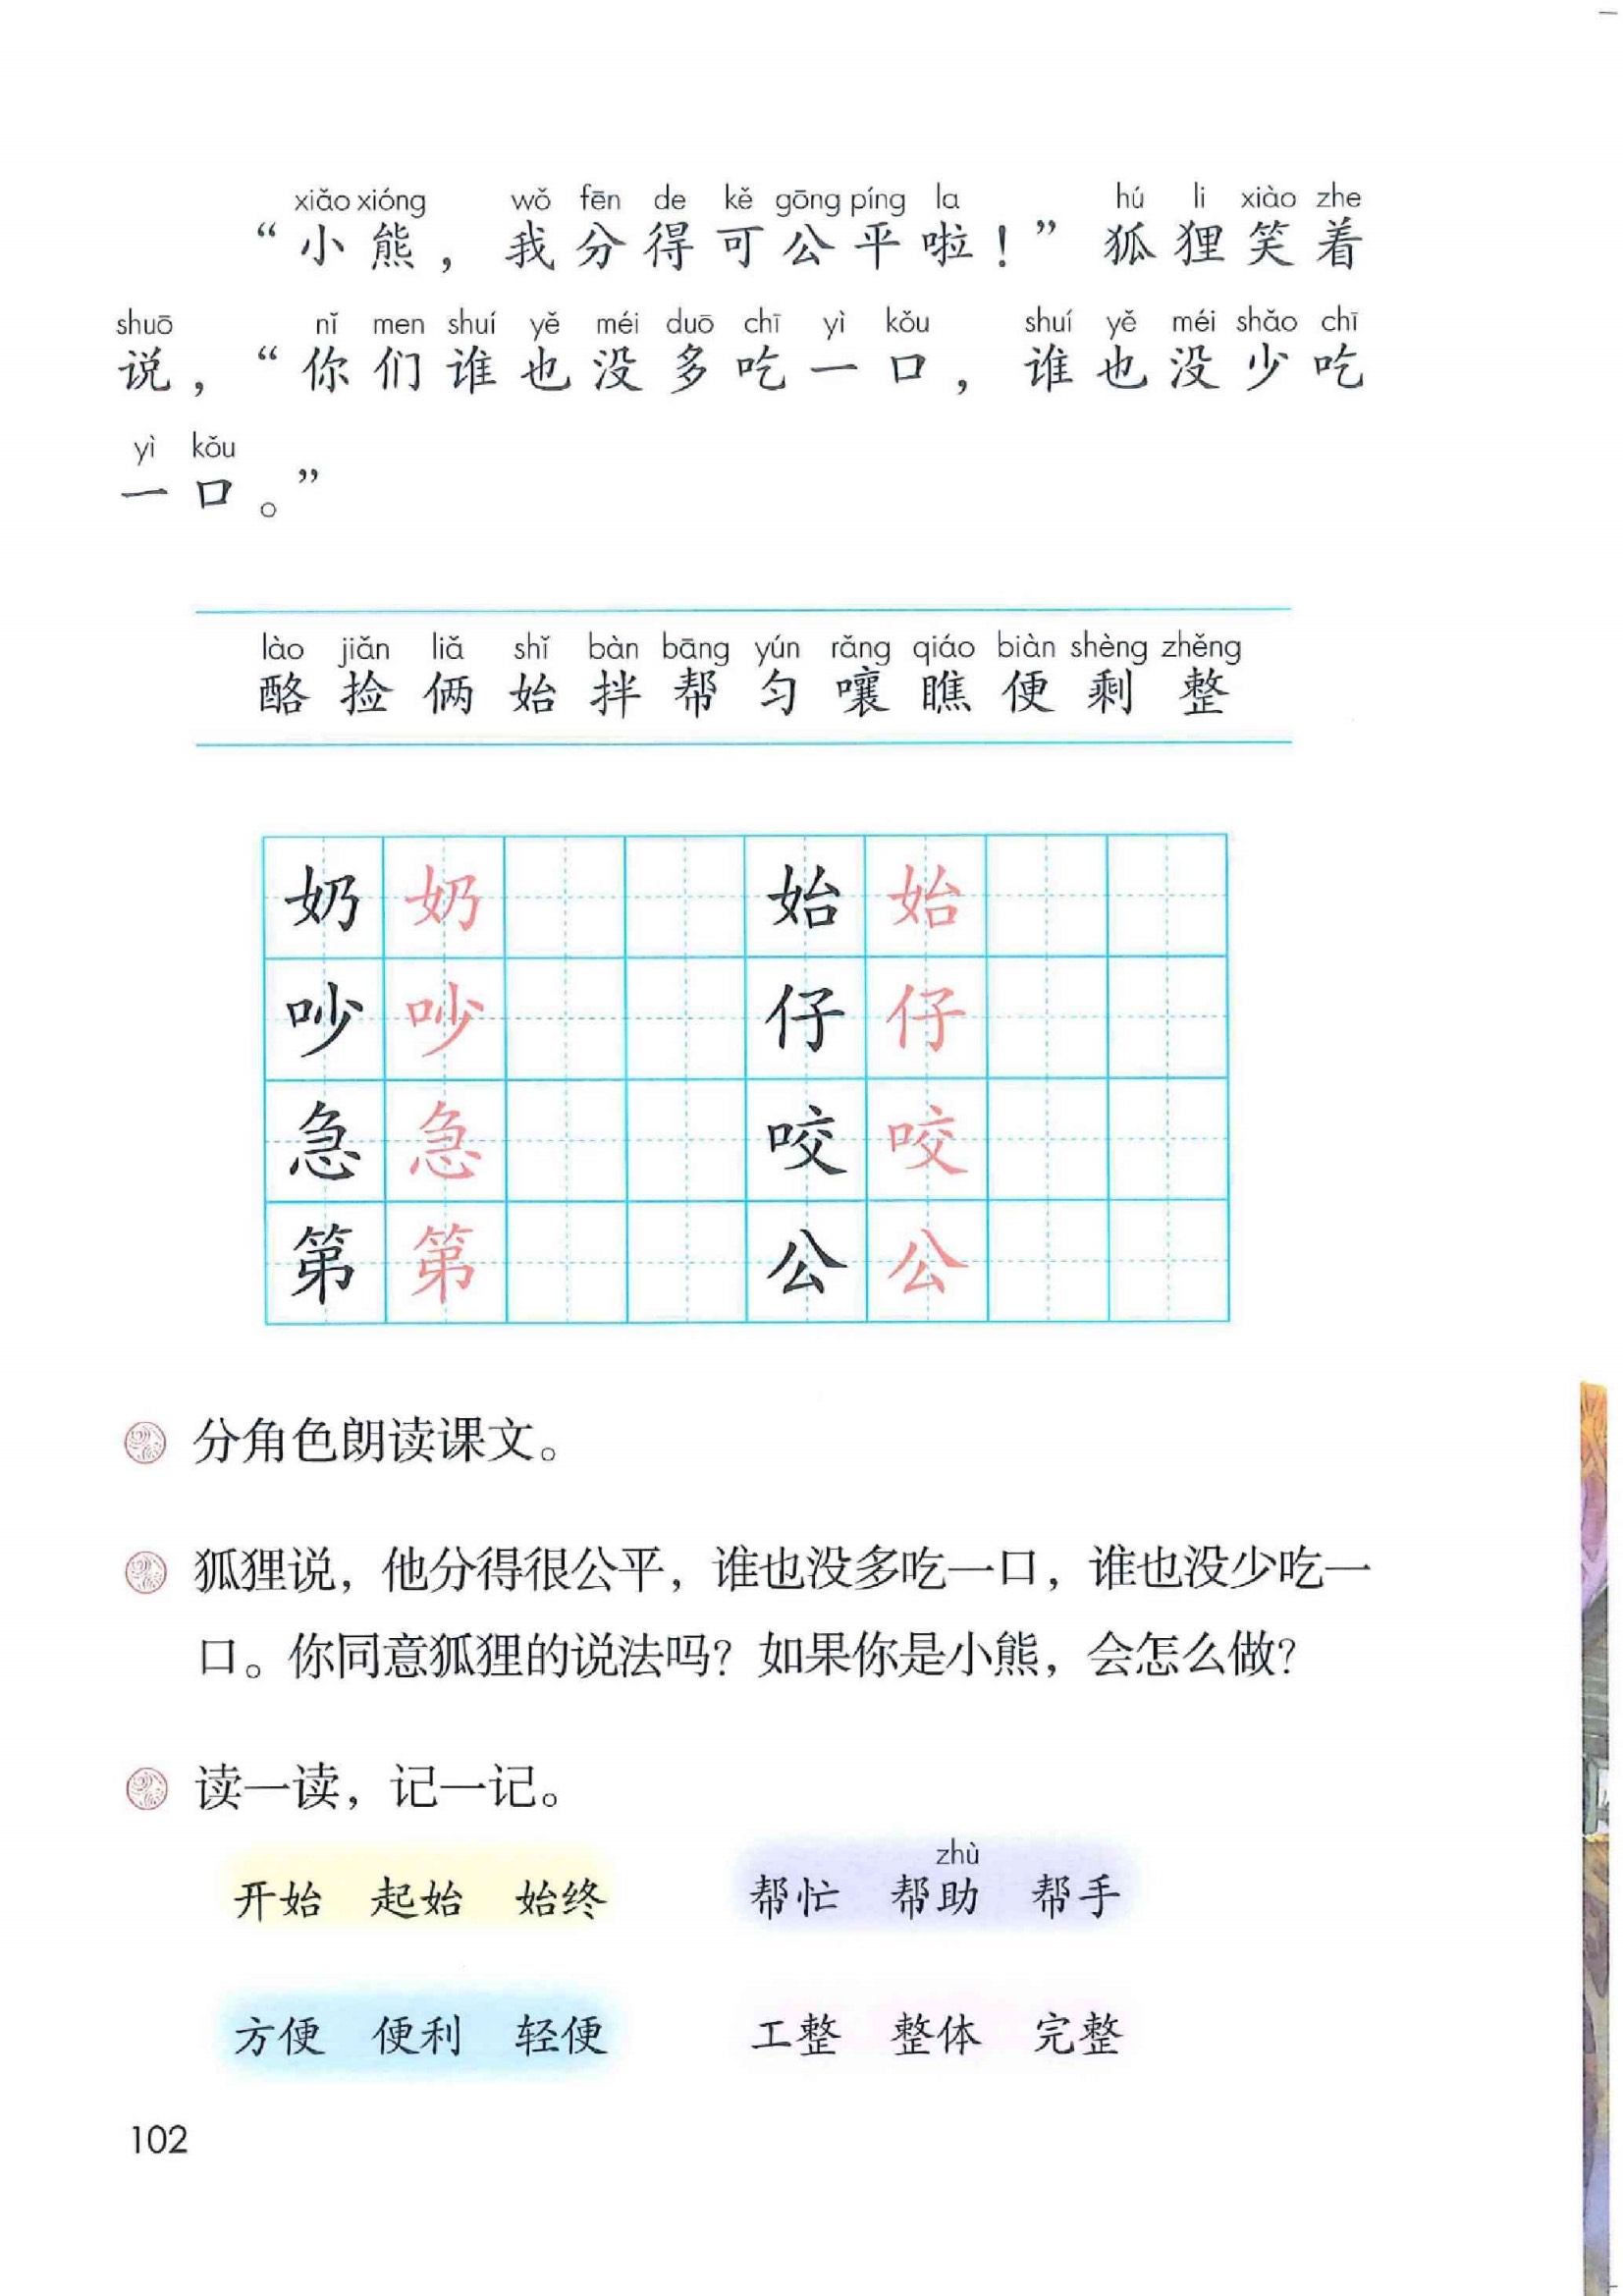 xiǎo xióng wǒ fēn de kě gōng píng la hú li xiào zhe
“小熊，我分得可公平啦！”狐狸笑着
shuō nǐ men shuí yě méi duō chī yì kǒu shuí yě méi shǎo chī
说，“你们谁也没多吃一口，谁也没少吃
yì kǒu
一口。”
lào jiǎn liǎ shǐ bàn bāng yún rǎng qiáo biàn shèng zhěng
酪 捡 俩 始 拌 帮 匀 嚷 瞧 便 剩 整
奶 奶 始 始
吵 吵 仔 仔
急 急 咬 咬
第 第 公 公
分角色朗读课文。
狐狸说，他分得很公平，谁也没多吃一口，谁也没少吃一
口。你同意狐狸的说法吗？如果你是小熊，会怎么做？
读一读，记一记。
zhù
开始 起始 始终 帮忙 帮助 帮手
方便 便利 轻便 工整 整体 完整
102